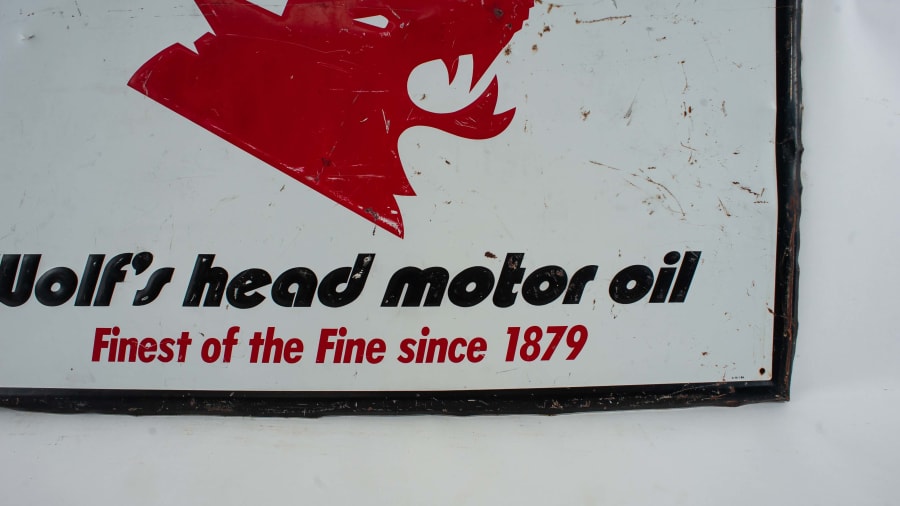 Wolf's head motor oil
Finest of the Fine since 1879